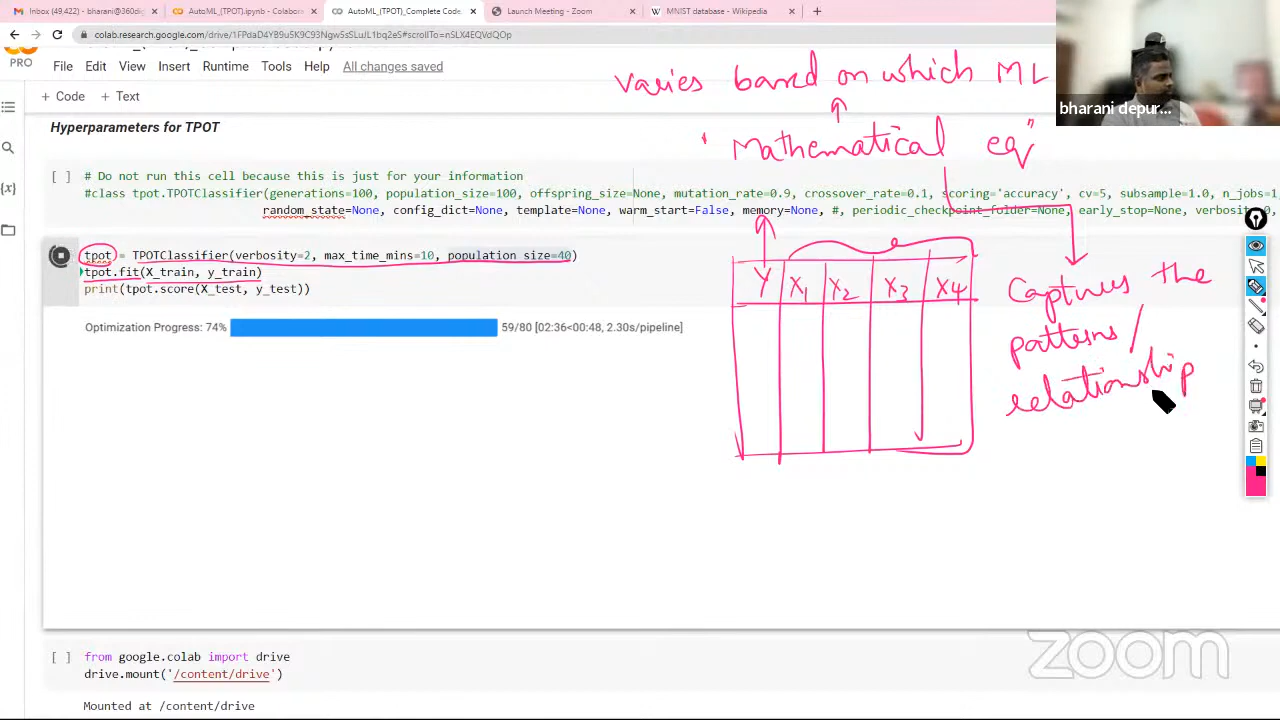 Inbox (49,422) - bharani@360dig
AutoML_(TPOT).ipynb - Colabora
AutoML_(TPOT)_Complete Code.
Launch Meeting - Zoom
MNIST database - Wikipedia
colab.research.google.com/drive/1FPdaD4Y89u5K9C93Ngw5sLuJL1bq2e5#scrollTo=nSLX4EQVdQOp
PRO
File Edit View Insert Runtime Tools Help All changes saved
varies based on which ML
+ Code + Text
bharani depur...
Hyperparameters for TPOT
"Mathematical eq"
[ ] # Do not run this cell because this is just for your information
#class tpot.TPOTClassifier(generations=100, population_size=100, offspring_size=None, mutation_rate=0.9, crossover_rate=0.1, scoring='accuracy', cv=5, subsample=1.0, n_jobs=1,
random_state=None, config_dict=None, template=None, warm_start=False, memory=None, #, periodic_checkpoint_folder=None, early_stop=None, verbosity=0,
tpot= TPOTClassifier(verbosity=2, max_time_mins=10, population_size=40)
tpot.fit(X_train, y_train)
print(tpot.score(X_test, y_test))
Y X1 X2 X3 X4
Captures the
patterns/
relationship
Optimization Progress: 74% 59/80 [02:36<00:48, 2.30s/pipeline]
zoom
[ ] from google.colab import drive
drive.mount('/content/drive')
Mounted at /content/drive